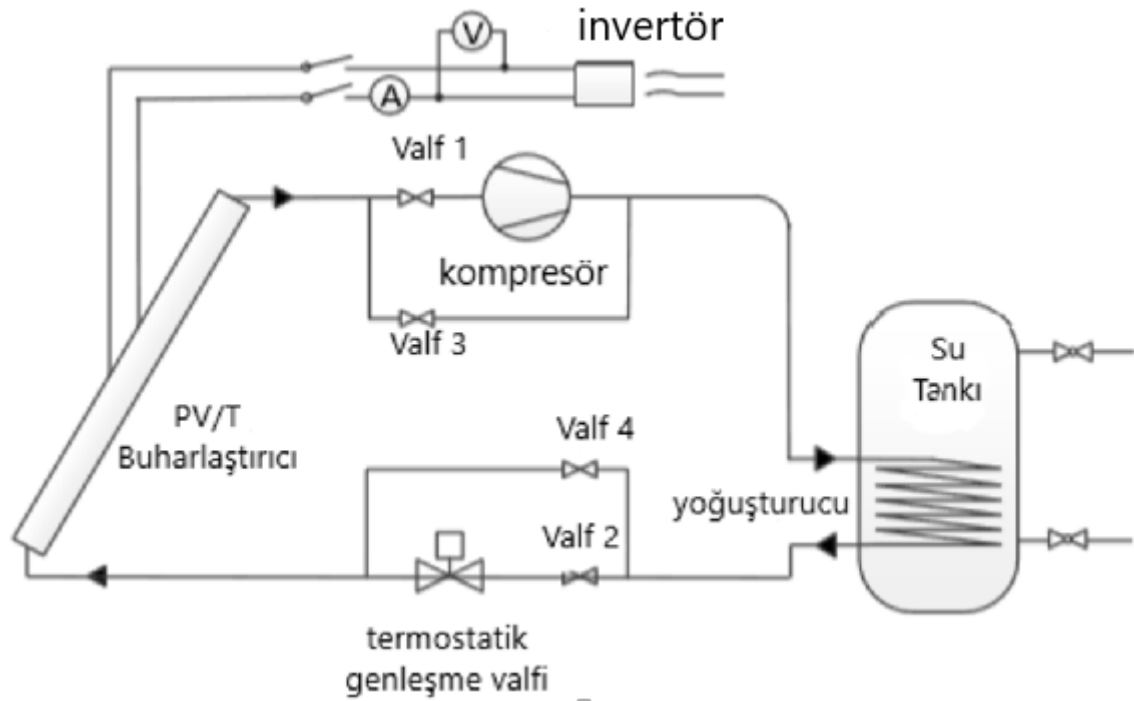 invertör
V
A
Valf 1
kompresör
Valf 3
Su
Tankı
PV/T
Buharlaştırıcı
Valf 4
yoğuşturucu
Valf 2
termostatik
genleşme valfi